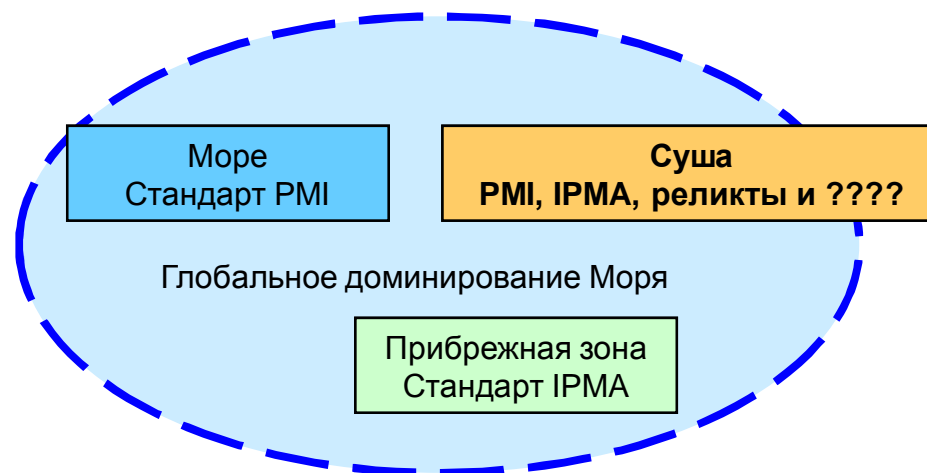 Море
Стандарт PMI
Суша
PMI, IPMA, реликты и ????
Глобальное доминирование Моря
Прибрежная зона
Стандарт IPMA